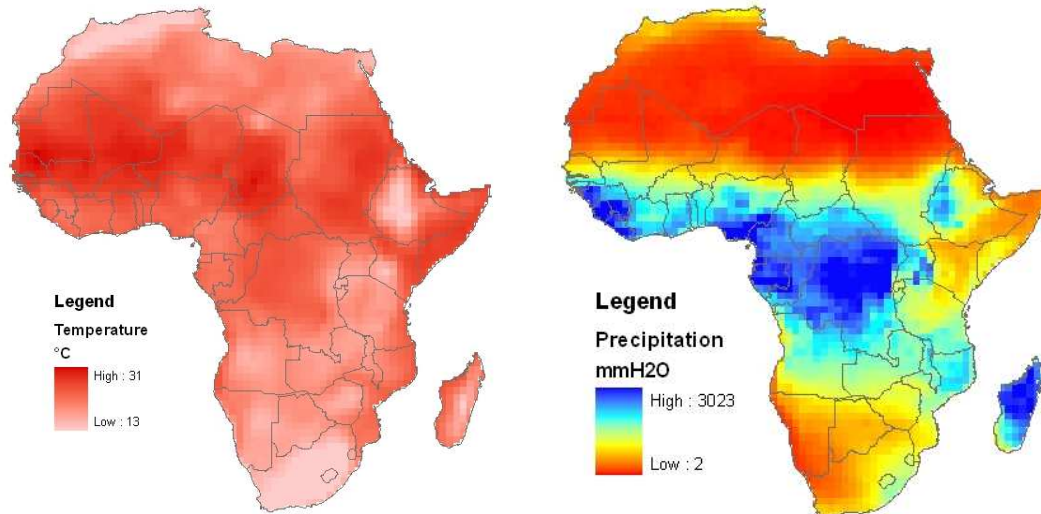 Legend
Temperature
°C
High : 31
Low : 13
Legend
Precipitation
mmH2O
High : 3023
Low : 2